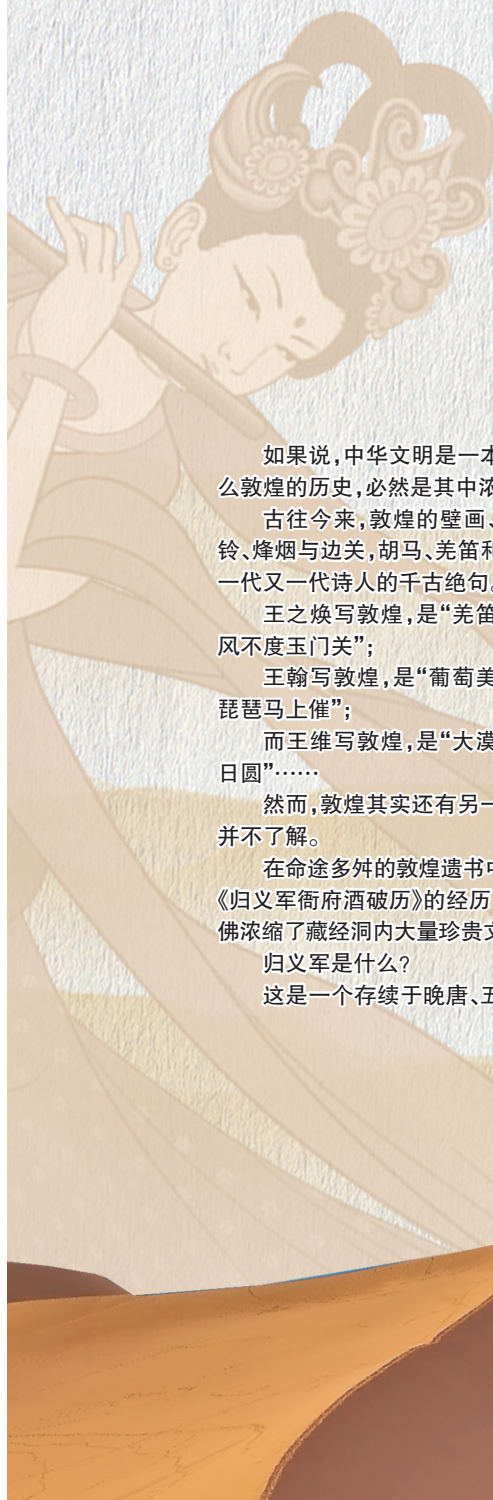 如果说，中华文明是一本
么敦煌的历史，必然是其中浓
古往今来，敦煌的壁画、
铃、烽烟与边关，胡马、羌笛和
一代又一代诗人的千古绝句。
王之焕写敦煌，是“羌笛
风不度玉门关”；
王翰写敦煌，是“葡萄美
琵琶马上催”；
而王维写敦煌，是“大漠
日圆”……
然而，敦煌其实还有另一
并不了解。
在命途多舛的敦煌遗书中
《归义军衙府酒破历》的经历
佛浓缩了藏经洞内大量珍贵文
归义军是什么？
这是一个存续于晚唐、五